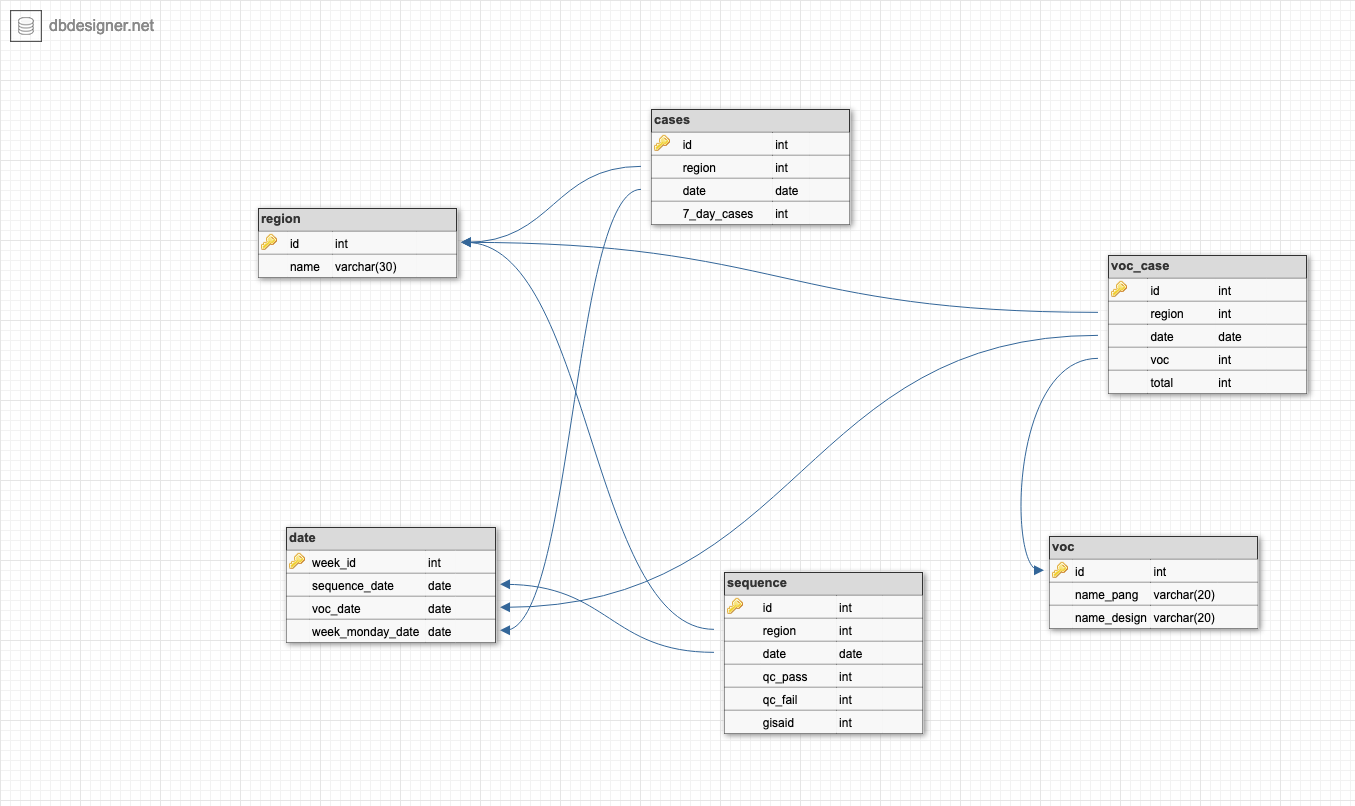 dbdesigner.net
cases
id int
region int
date date
7_day_cases int
region
id int
name varchar(30)
voc_case
id int
region int
date date
voc int
total int
date
week_id int
sequence_date date
voc_date date
week_monday_date date
sequence
id int
region int
date date
qc_pass int
qc_fail int
gisaid int
voc
id int
name_pang varchar(20)
name_design varchar(20)